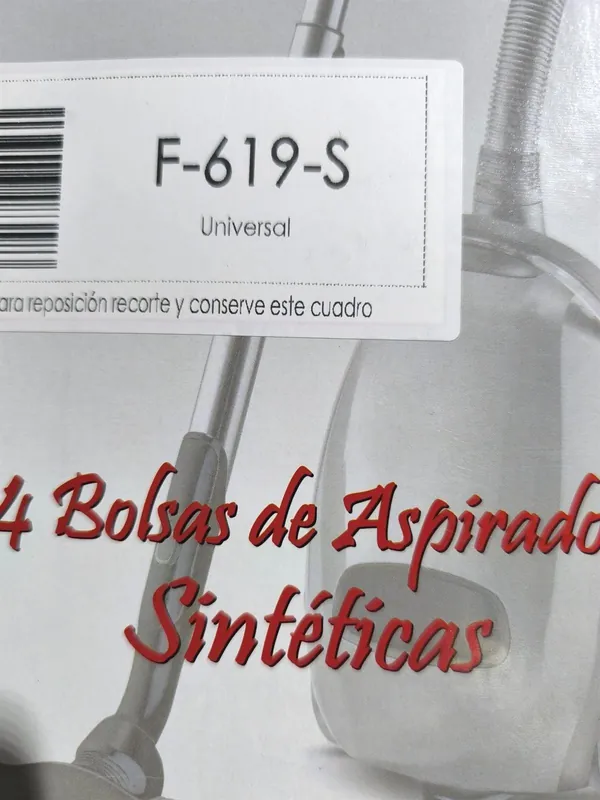 F-619-S
Universal
ara reposición recorte y conserve este cuadro
4 Bolsas de Aspirado
Sintéticas